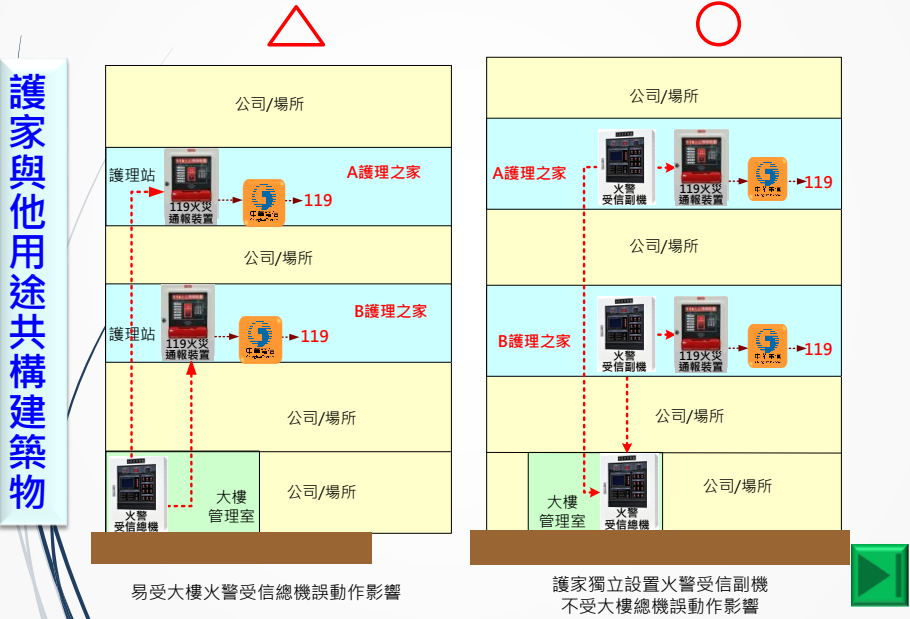 護家與他用途共構建築物
公司/場所
護理站
A護理之家
119火災
通報裝置
119
公司/場所
B護理之家
護理站
119火災
通報裝置
119
公司/場所
公司/場所
大樓
管理室
火警
受信總機
易受大樓火警受信總機誤動作影響
公司/場所
A護理之家
火警
受信副機
119火災
通報裝置
中華電信
119
公司/場所
B護理之家
火警
受信副機
119火災
通報裝置
中華電信
119
公司/場所
公司/場所
大樓
管理室
火警
受信總機
護家獨立設置火警受信副機
不受大樓總機誤動作影響